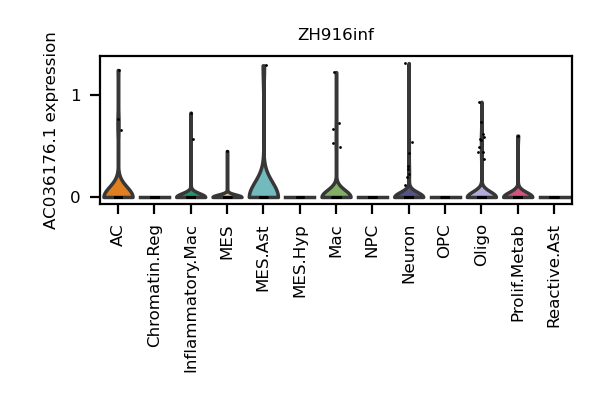 ZH916inf
AC036176.1 expression
1
0
AC
Chromatin.Reg
Inflammatory.Mac
MES
MES.Ast
MES.Hyp
Mac
NPC
Neuron
OPC
Oligo
Prolif.Metab
Reactive.Ast